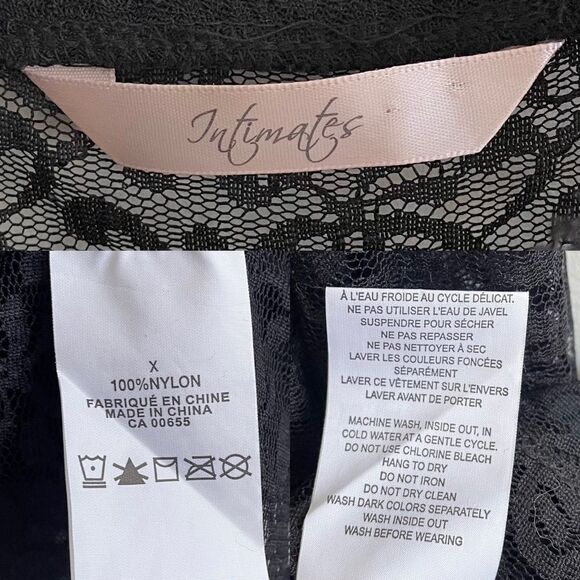 Intimates
X
100%NYLON
FABRIQUÉ EN CHINE
MADE IN CHINA
CA 00655
À L'EAU FROIDE AU CYCLE DÉLICAT.
NE PAS UTILISER L'EAU DE JAVEL
SUSPENDRE POUR SÉCHER
NE PAS REPASSER
NE PAS NETTOYER À SEC
LAVER LES COULEURS FONCÉES
SÉPARÉMENT
LAVER CE VÊTEMENT SUR L'ENVERS
LAVER AVANT DE PORTER
MACHINE WASH, INSIDE OUT, IN
COLD WATER AT A GENTLE CYCLE.
DO NOT USE CHLORINE BLEACH
HANG TO DRY
DO NOT IRON
DO NOT DRY CLEAN
WASH DARK COLORS SEPARATELY
WASH INSIDE OUT
WASH BEFORE WEARING